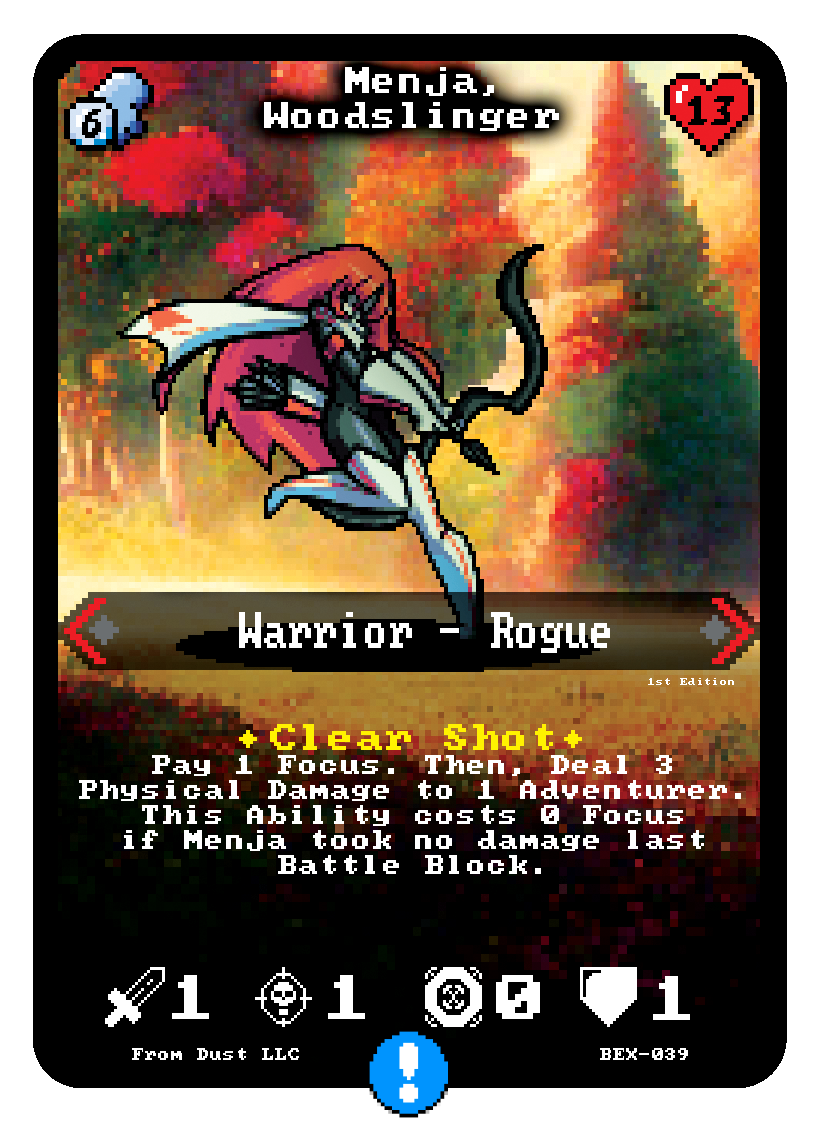 Menja,
Woodslinger
6
13
Warrior - Rogue
1st Edition
Clear Shot
Pay 1 Focus. Then, Deal 3
Physical Damage to 1 Adventurer.
This Ability costs 0 Focus
if Menja took no damage last
Battle Block.
1 1 0 1
From Dust LLC
BEX-039
!